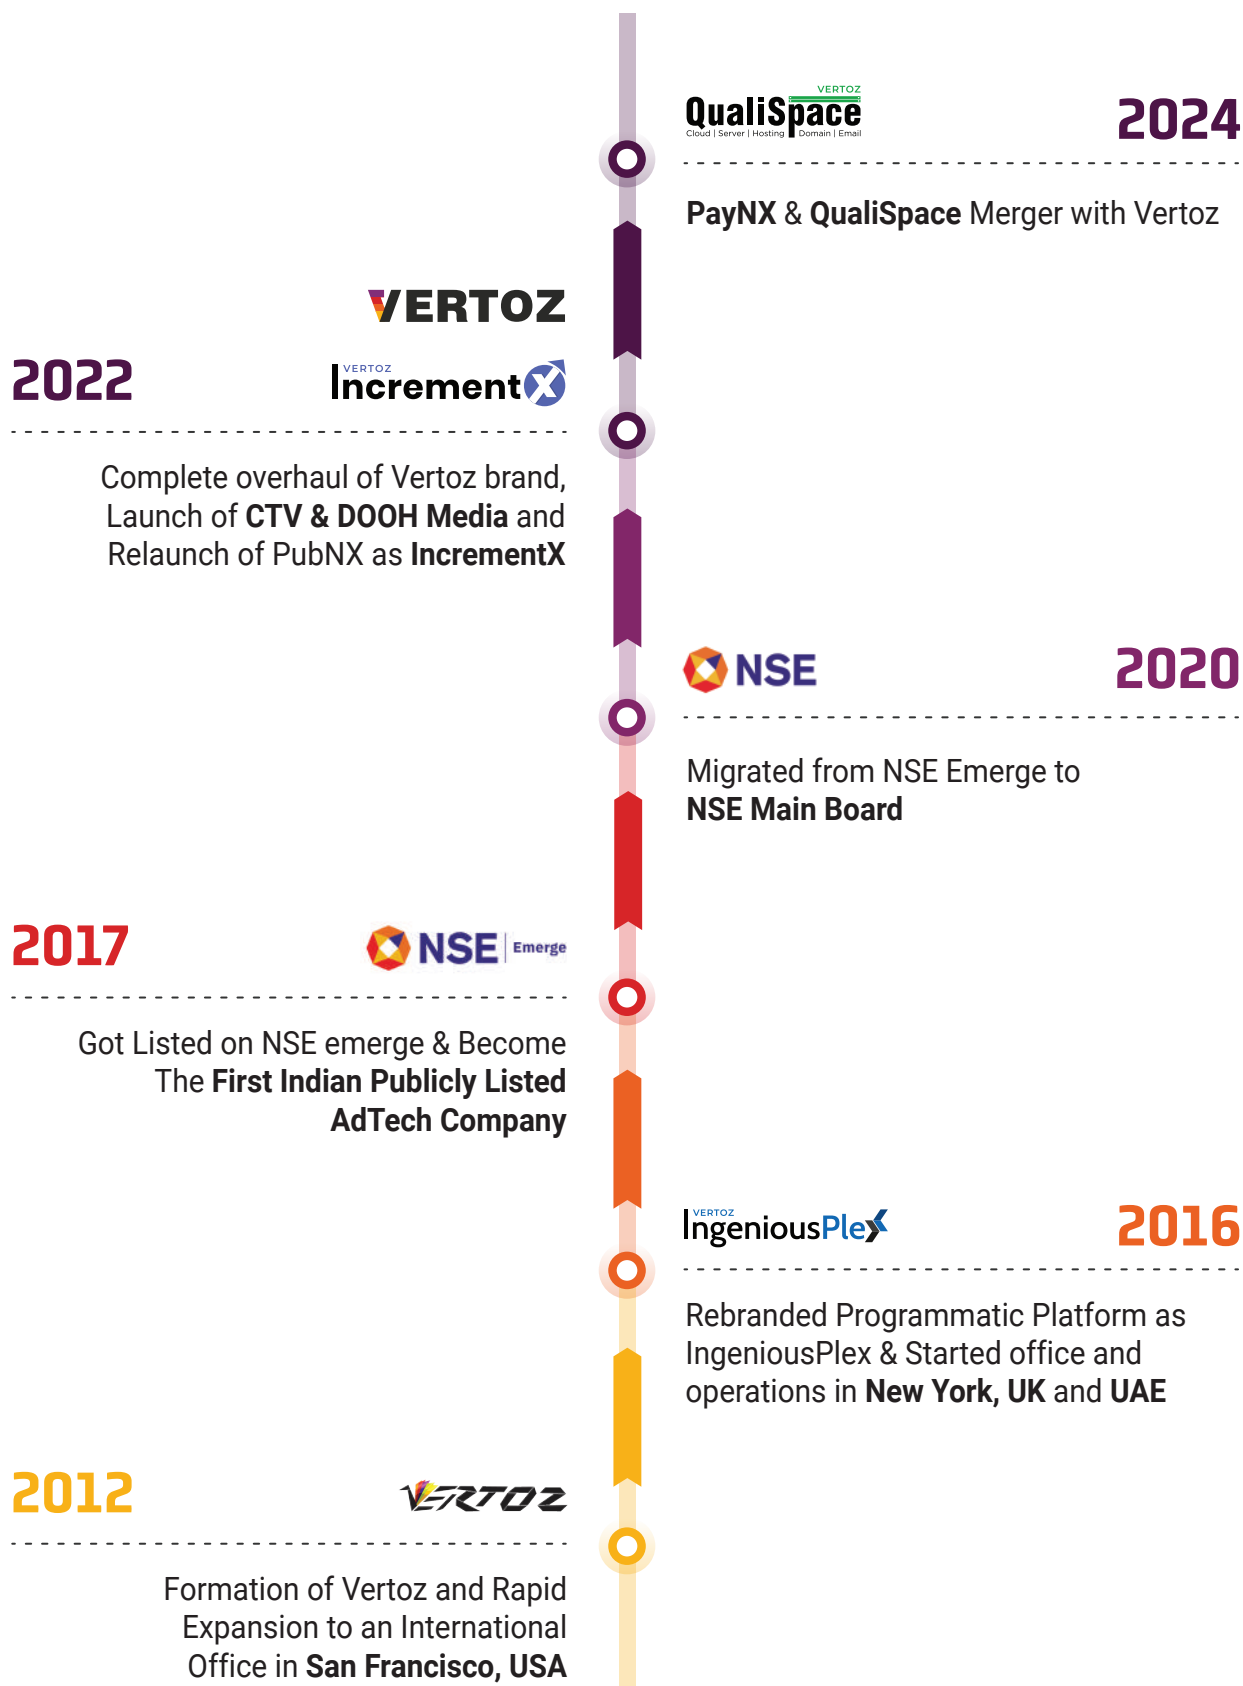 VERTOZ
QualiSpace
Cloud | Server | Hosting Domain | Email
2024
PayNX & QualiSpace Merger with Vertoz
VERTOZ
2022
VERTOZ
IncrementX
Complete overhaul of Vertoz brand,
Launch of CTV & DOOH Media and
Relaunch of PubNX as IncrementX
NSE
2020
Migrated from NSE Emerge to
NSE Main Board
2017
NSE | Emerge
Got Listed on NSE emerge & Become
The First Indian Publicly Listed
AdTech Company
VERTOZ
IngeniousPlex
2016
Rebranded Programmatic Platform as
IngeniousPlex & Started office and
operations in New York, UK and UAE
2012
VERTOZ
Formation of Vertoz and Rapid
Expansion to an International
Office in San Francisco, USA